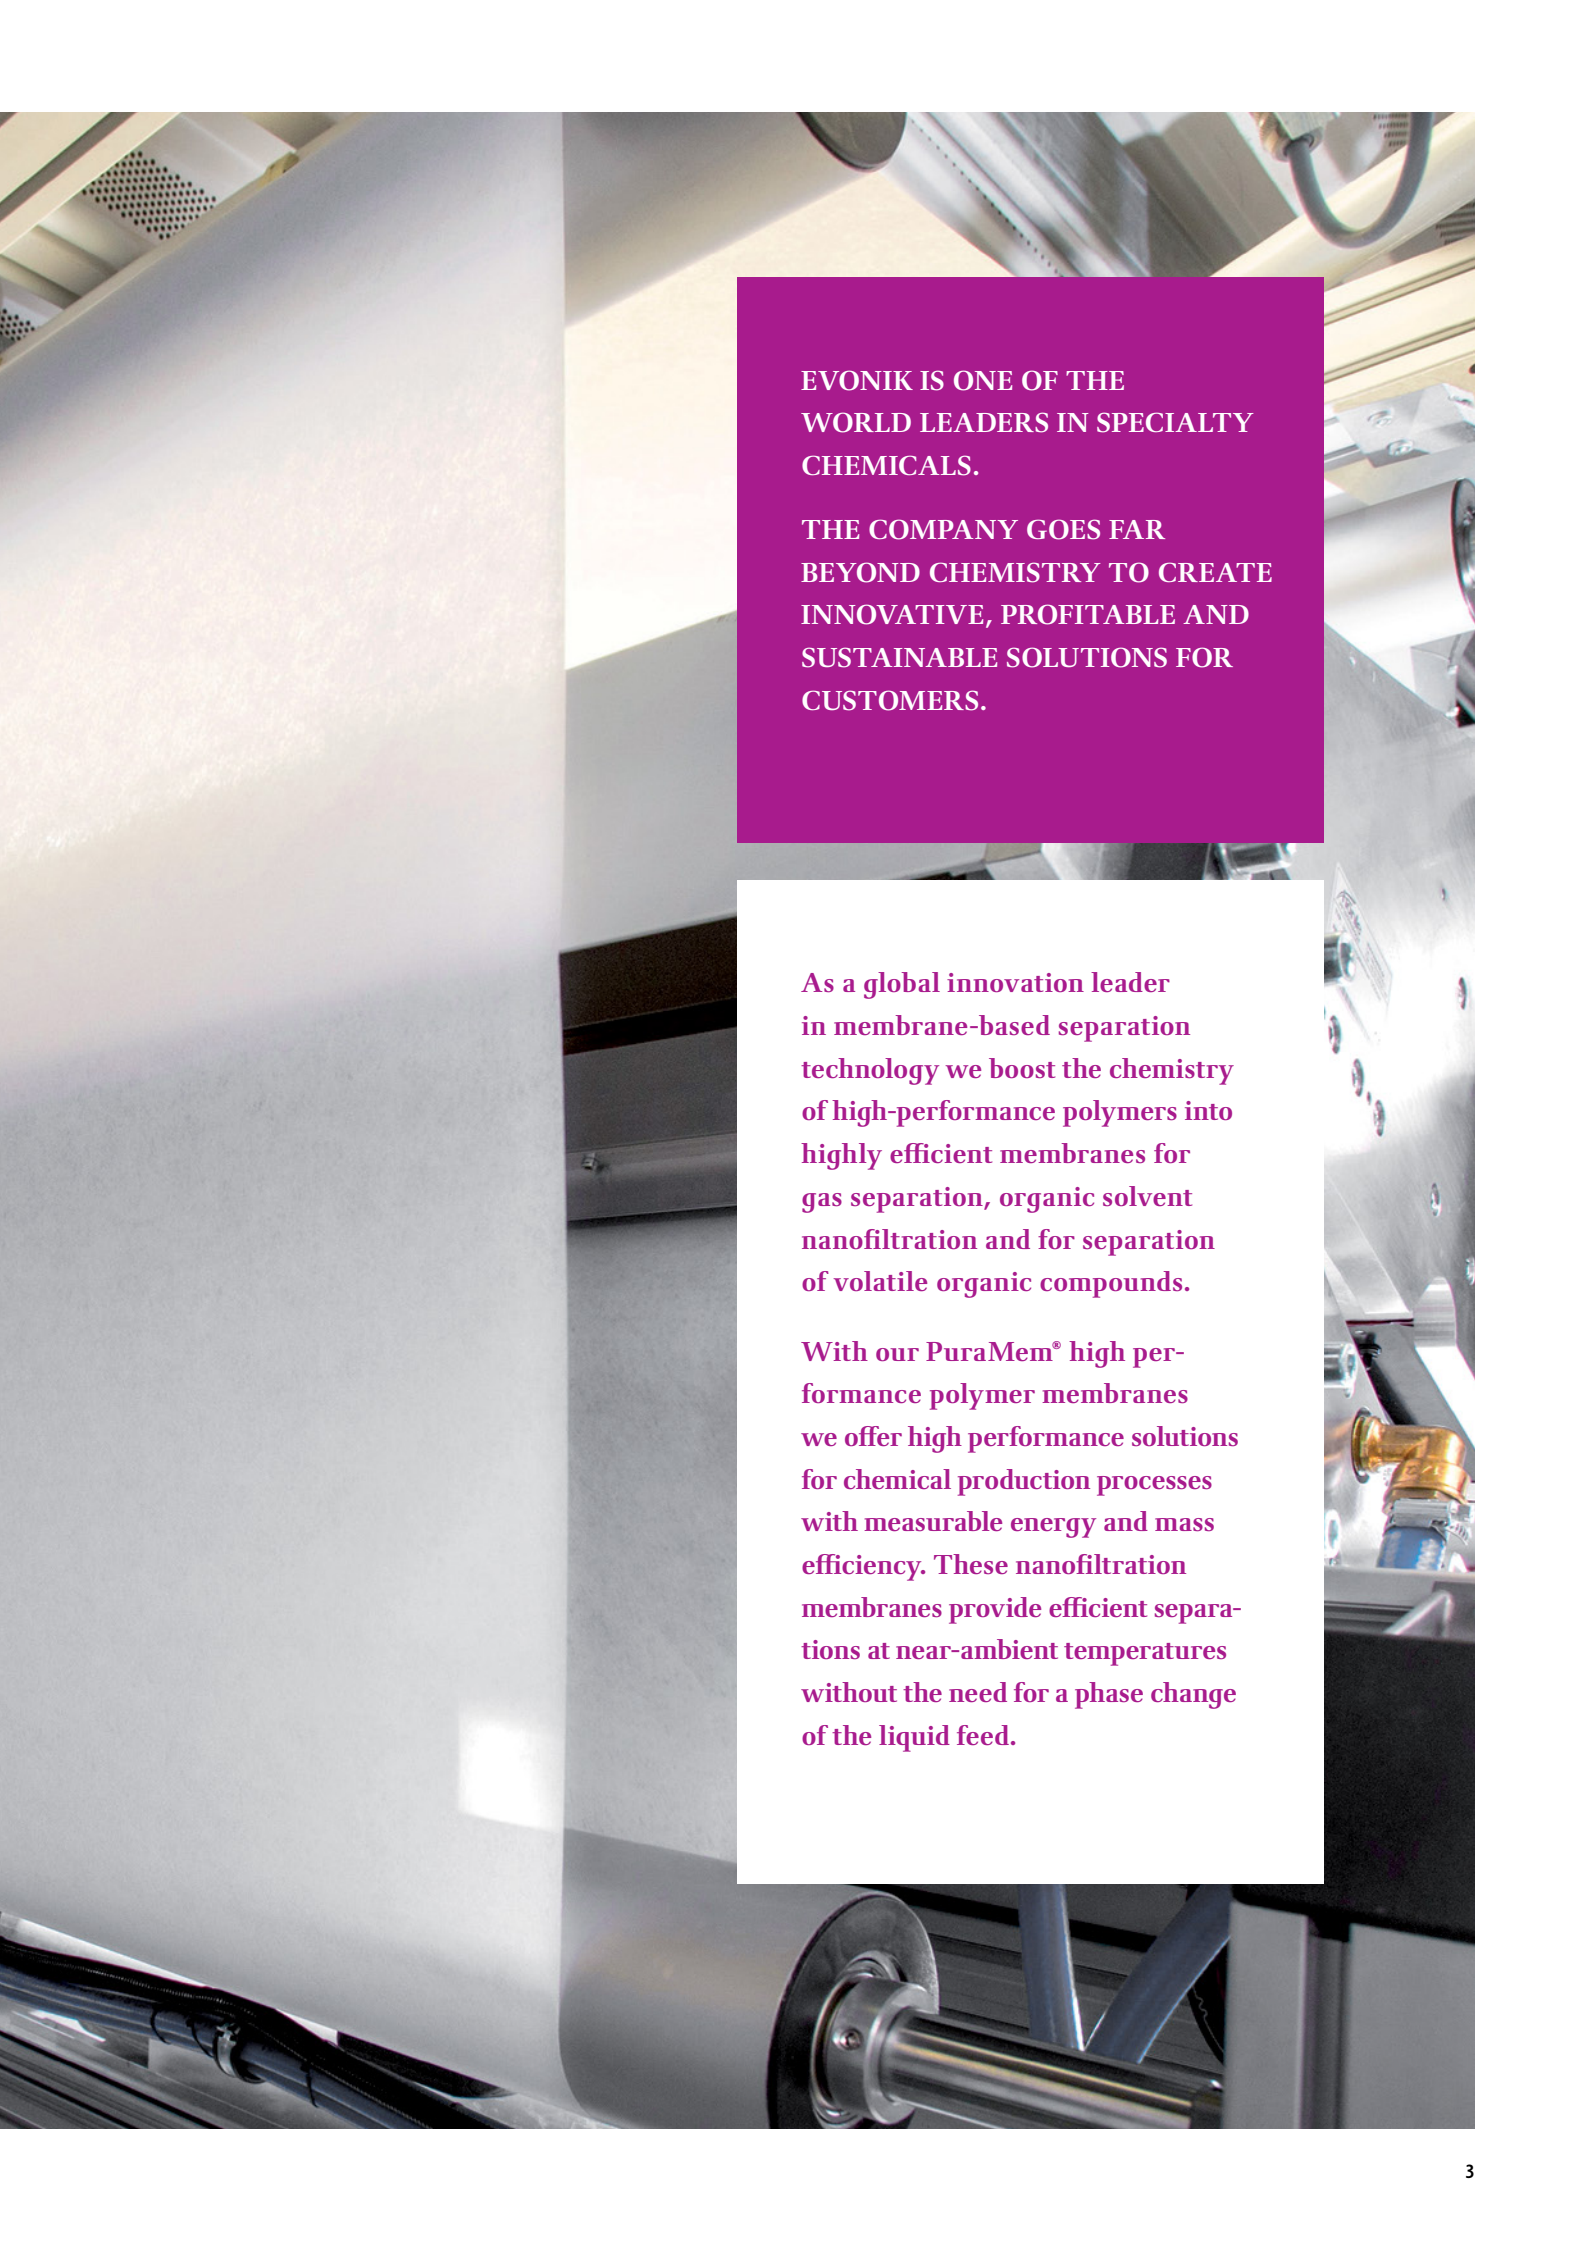 EVONIK IS ONE OF THE
WORLD LEADERS IN SPECIALTY
CHEMICALS.
THE COMPANY GOES FAR
BEYOND CHEMISTRY TO CREATE
INNOVATIVE, PROFITABLE AND
SUSTAINABLE SOLUTIONS FOR
CUSTOMERS.
As a global innovation leader
in membrane-based separation
technology we boost the chemistry
of high-performance polymers into
highly efficient membranes for
gas separation, organic solvent
nanofiltration and for separation
of volatile organic compounds.
With our PuraMem® high per-
formance polymer membranes
we offer high performance solutions
for chemical production processes
with measurable energy and mass
efficiency. These nanofiltration
membranes provide efficient separa-
tions at near-ambient temperatures
without the need for a phase change
of the liquid feed.
3